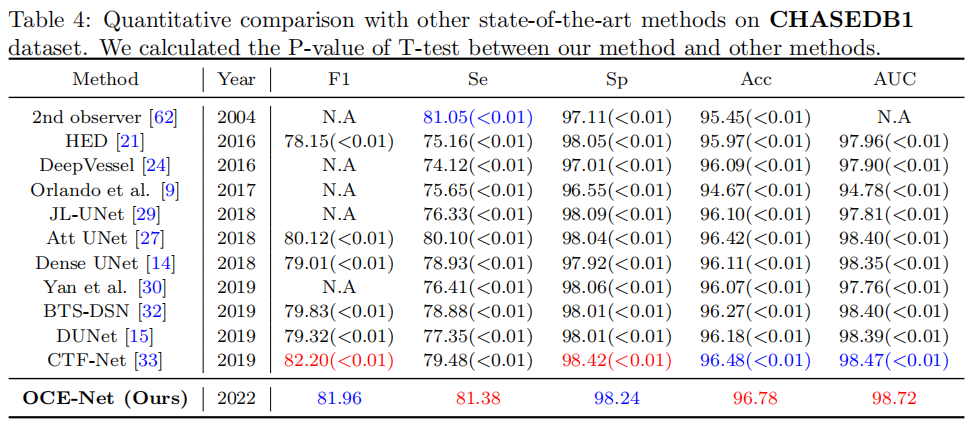 Table 4: Quantitative comparison with other state-of-the-art methods on CHASEDB1
dataset. We calculated the P-value of T-test between our method and other methods.
Method Year F1 Se Sp Acc AUC
2nd observer [62] 2004 N.A 81.05(<0.01) 97.11(<0.01) 95.45(<0.01) N.A
HED [21] 2016 78.15(<0.01) 75.16(<0.01) 98.05(<0.01) 95.97(<0.01) 97.96(<0.01)
DeepVessel [24] 2016 N.A 74.12(<0.01) 97.01(<0.01) 96.09(<0.01) 97.90(<0.01)
Orlando et al. [9] 2017 N.A 75.65(<0.01) 96.55(<0.01) 94.67(<0.01) 94.78(<0.01)
JL-UNet [29] 2018 N.A 76.33(<0.01) 98.09(<0.01) 96.10(<0.01) 97.81(<0.01)
Att UNet [27] 2018 80.12(<0.01) 80.10(<0.01) 98.04(<0.01) 96.42(<0.01) 98.40(<0.01)
Dense UNet [14] 2018 79.01(<0.01) 78.93(<0.01) 97.92(<0.01) 96.11(<0.01) 98.35(<0.01)
Yan et al. [30] 2019 N.A 76.41(<0.01) 98.06(<0.01) 96.07(<0.01) 97.76(<0.01)
BTS-DSN [32] 2019 79.83(<0.01) 78.88(<0.01) 98.01(<0.01) 96.27(<0.01) 98.40(<0.01)
DUNet [15] 2019 79.32(<0.01) 77.35(<0.01) 98.01(<0.01) 96.18(<0.01) 98.39(<0.01)
CTF-Net [33] 2019 82.20(<0.01) 79.48(<0.01) 98.42(<0.01) 96.48(<0.01) 98.47(<0.01)
OCE-Net (Ours) 2022 81.96 81.38 98.24 96.78 98.72